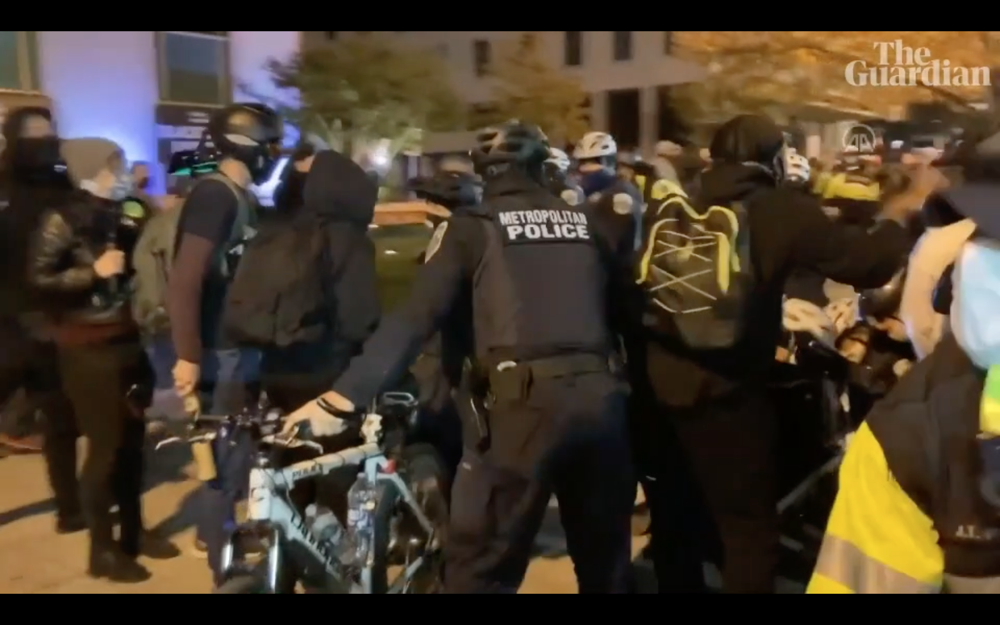 The
Guardian
METROPOLITAN
POLICE
J.T.